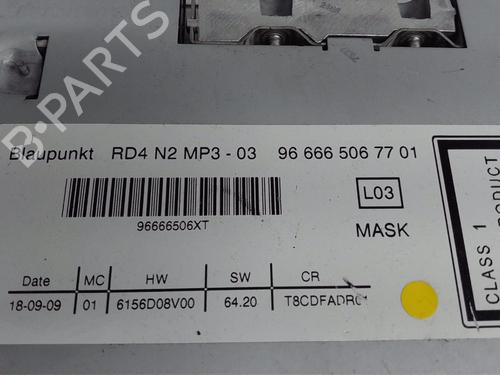 B-PARTS
Blaupunkt RD4 N2 MP3 - 03 96 666 506 77 01
96666506XT
L03
MASK
Date MC HW SW CR
18-09-09 01 6156D08V00 64.20 T8CDFADR01
CLASS 1
PRODUCT